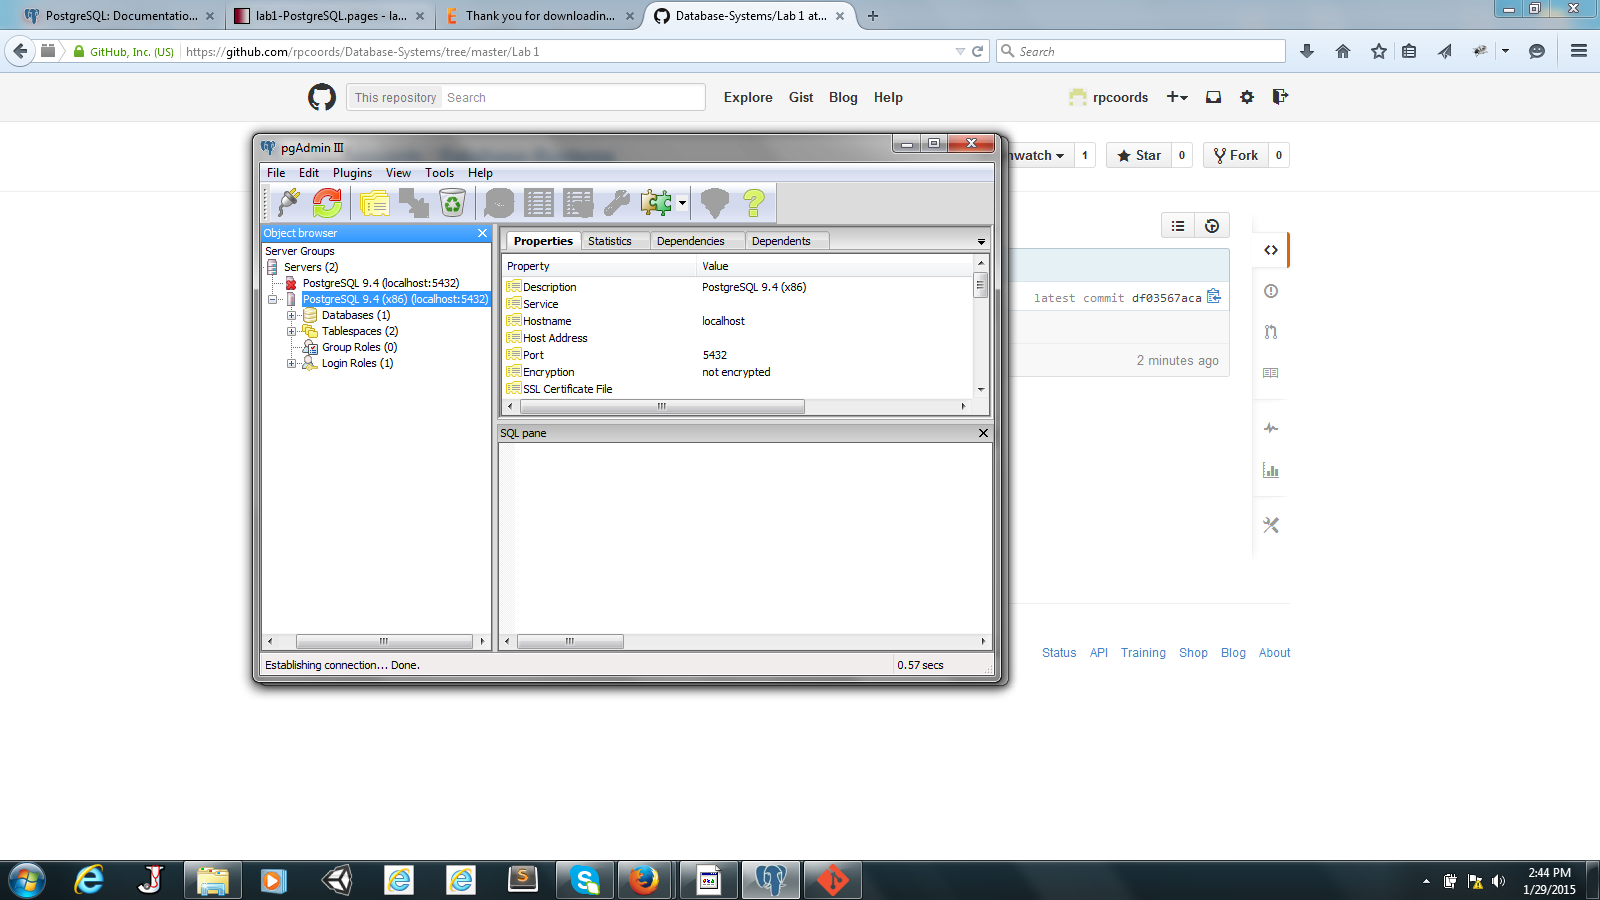 PostgreSQL: Documentatio...
lab1-PostgreSQL.pages - la...
Thank you for downloadin...
Database-Systems/Lab 1 at...
GitHub, Inc. (US)
https://github.com/rpcoords/Database-Systems/tree/master/Lab 1
Search
This repository
Search
Explore
Gist
Blog
Help
rpcoords
pgAdmin III
nwatch
1
Star
0
Fork
0
File
Edit
Plugins
View
Tools
Help
Object browser
Server Groups
Servers (2)
PostgreSQL 9.4 (localhost:5432)
PostgreSQL 9.4 (x86) (localhost:5432)
Databases (1)
Tablespaces (2)
Group Roles (0)
Login Roles (1)
Properties
Statistics
Dependencies
Dependents
Property Value
Description PostgreSQL 9.4 (x86)
Service
Hostname localhost
Host Address
Port 5432
Encryption not encrypted
SSL Certificate File
SQL pane
latest commit df03567aca
2 minutes ago
Establishing connection... Done.
0.57 secs
Status
API
Training
Shop
Blog
About
2:44 PM
1/29/2015